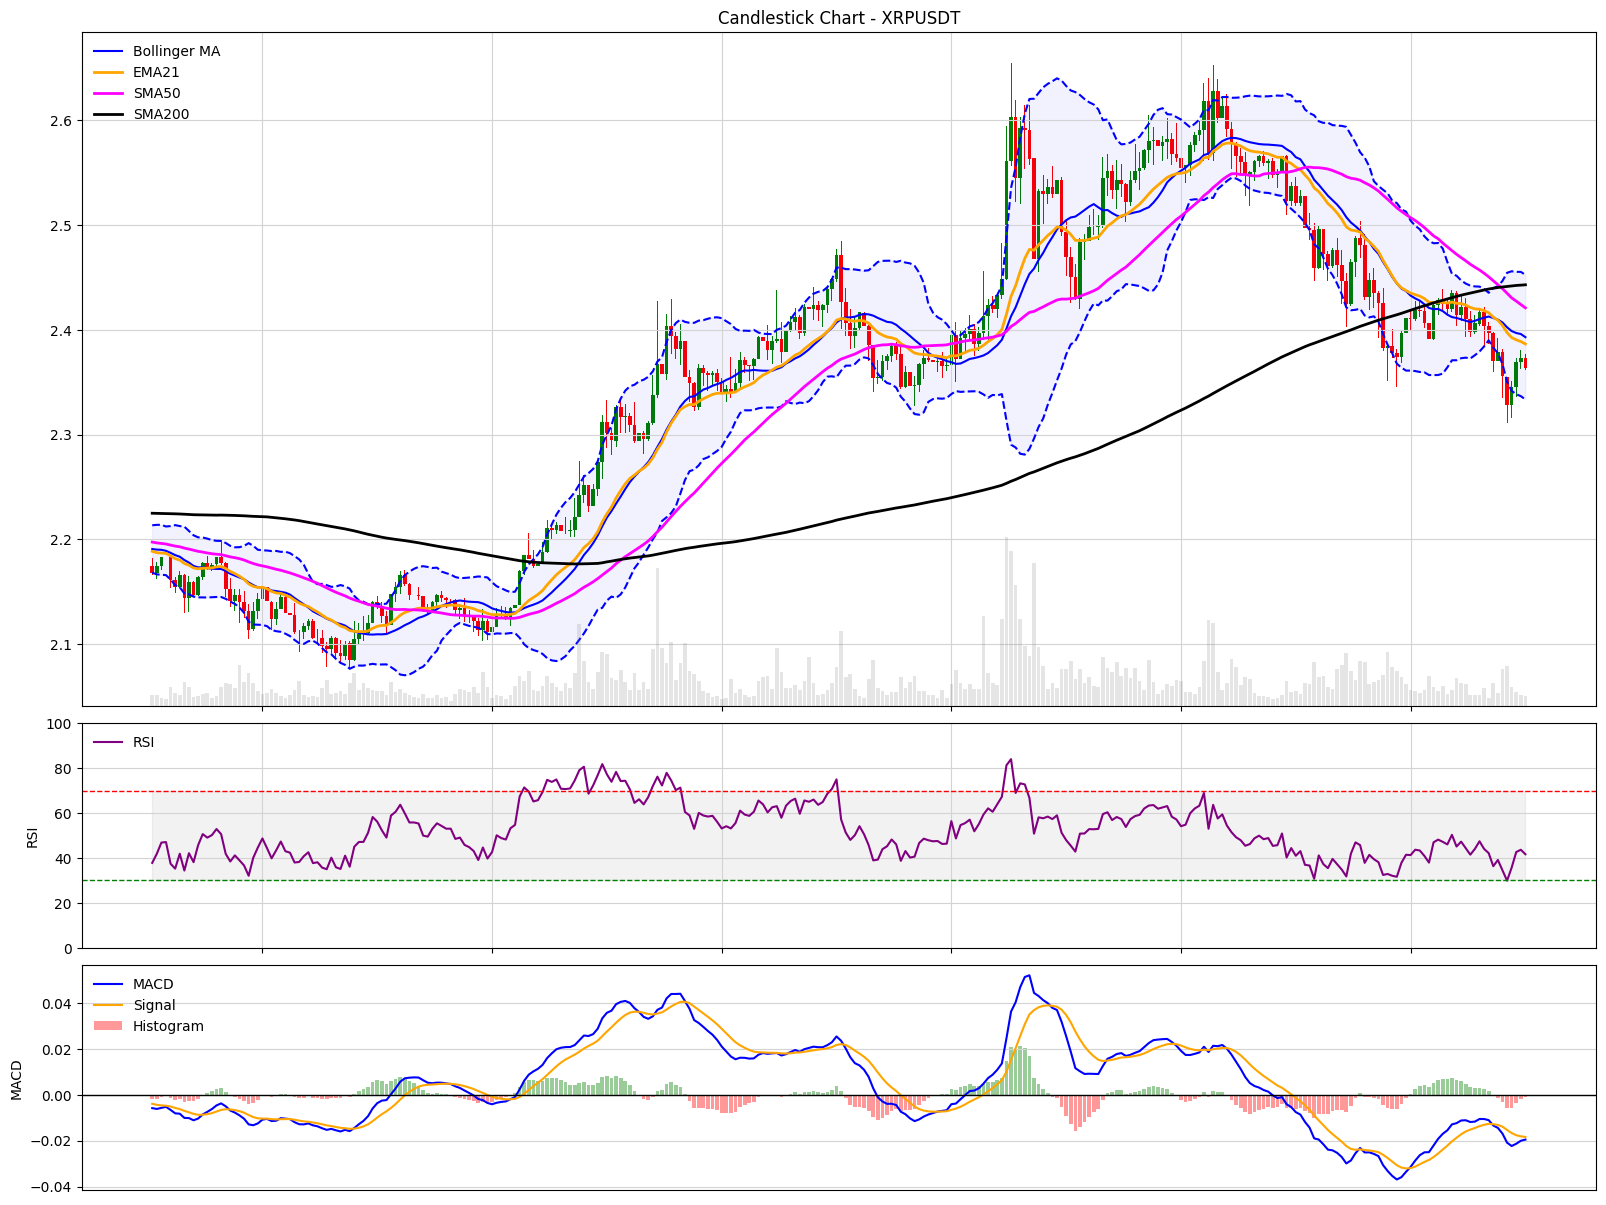 Candlestick Chart - XRPUSDT
Bollinger MA
EMA21
SMA50
SMA200
2.6
2.5
2.4
2.3
2.2
2.1
100
RSI
80
60
RSI
40
20
0
MACD
Signal
Histogram
0.04
0.02
MACD
0.00
−0.02
−0.04